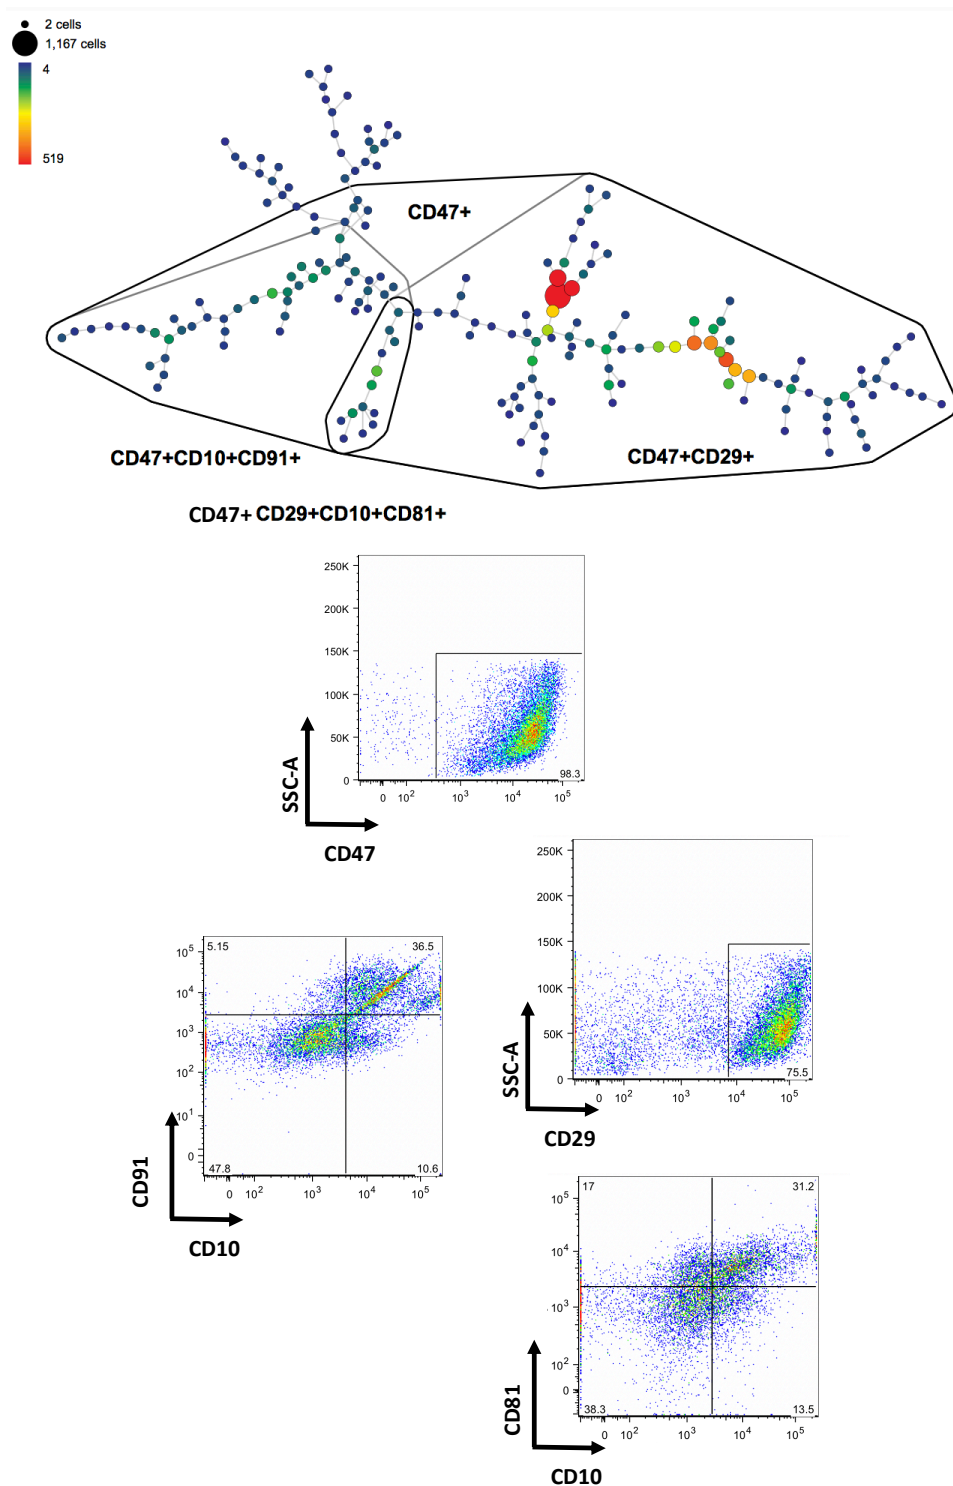 2 cells
1,167 cells
4
519
CD47+
CD47+CD10+CD91+
CD47+CD29+
CD47+ CD29+CD10+CD81+
250K
200K
150K
100K
50K
0
98.3
0 10² 10³ 10⁴ 10⁵
SSC-A
CD47
250K
200K
150K
100K
50K
0
75.5
0 10² 10³ 10⁴ 10⁵
SSC-A
CD29
5.15 36.5
10⁵
10⁴
10³
10²
10¹
0
47.8 10.6
0 10² 10³ 10⁴ 10⁵
CD91
CD10
17 31.2
10⁵
10⁴
10³
10²
0
38.3 13.5
0 10² 10³ 10⁴ 10⁵
CD81
CD10